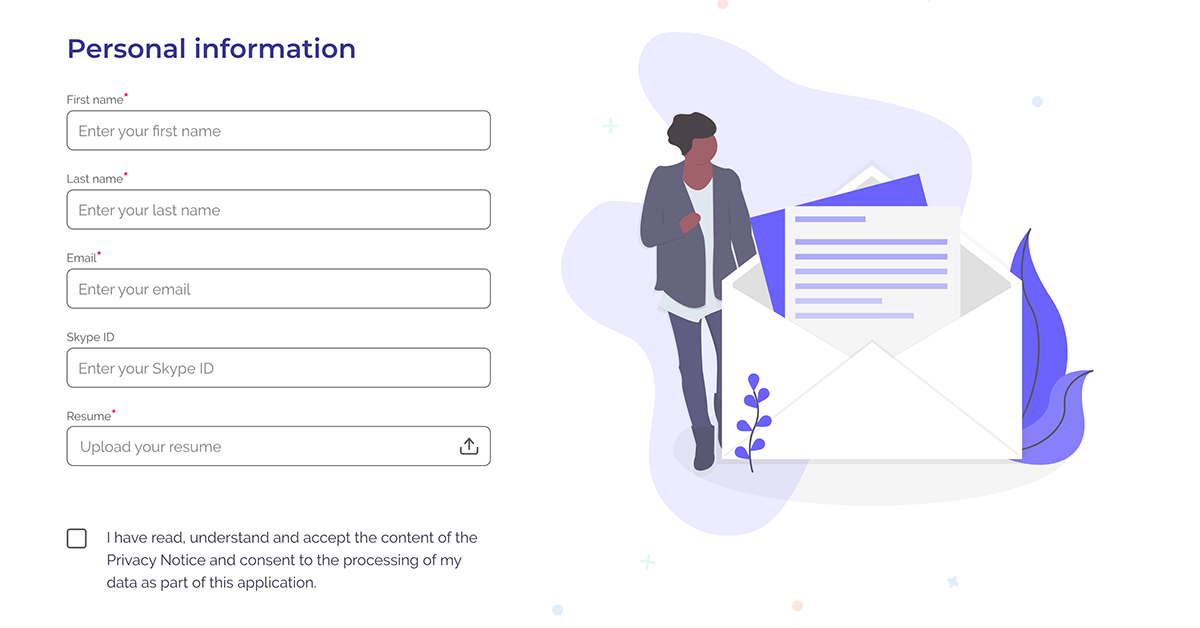 Personal information
First name*
Enter your first name
Last name*
Enter your last name
Email*
Enter your email
Skype ID
Enter your Skype ID
Resume*
Upload your resume
I have read, understand and accept the content of the
Privacy Notice and consent to the processing of my
data as part of this application.